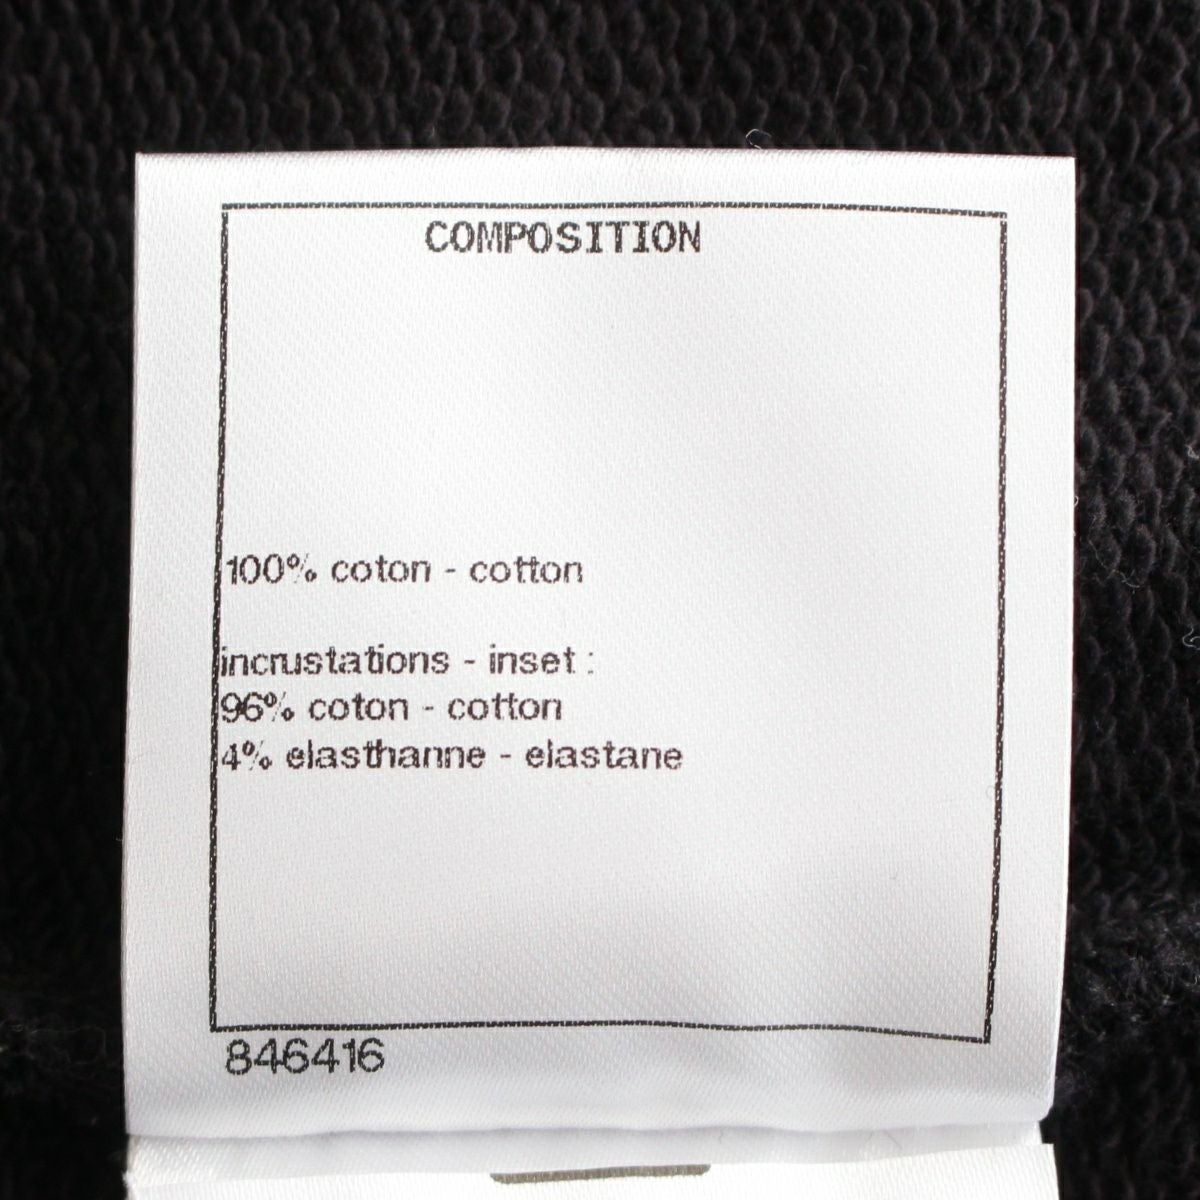 COMPOSITION
100% coton - cotton
incrustations - inset :
96% coton - cotton
4% elasthanne - elastane
846416